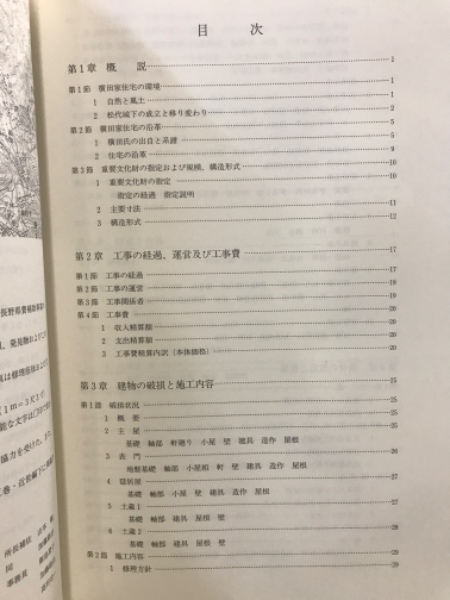 目 次
第1章 概 説 1
第1節 横田家住宅の環境 1
1 自然と風土 1
2 松代城下の成立と移り変わり 1
第2節 横田家住宅の沿革 5
1 横田氏の出自と系譜 5
2 住宅の沿革 9
第3節 重要文化財の指定および規模、構造形式 10
1 重要文化財の指定 10
指定の経過 指定説明
2 主要寸法 11
3 構造形式 12
第2章 工事の経過、運営及び工事費 17
第1節 工事の経過 17
第2節 工事の運営 18
第3節 工事関係者 19
第4節 工事費 20
1 収入精算額 20
2 支出精算額 20
3 工事費精算内訳(本体価格) 20
第3章 建物の破損と施工内容 25
第1節 破損状況 25
1 概 要 25
2 主 屋 25
基礎 軸部 軒廻り 小屋 壁 建具 造作 屋根
3 表 門 26
地盤基礎 軸部 小屋組 軒 壁 建具 屋根
4 隠居屋 27
基礎 軸部 小屋 壁 建具 造作 屋根
5 土蔵1 27
基礎 軸部 建具 屋根 壁
6 土蔵2 28
基礎 軸部 建具 屋根 壁
第2節 施工内容 29
1 修理方針 29